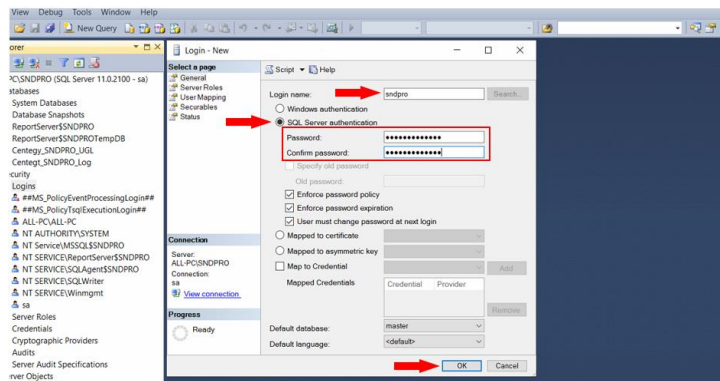 View Debug Tools Window Help
New Query
orer
PC\SNDPRO (SQL Server 11.0.2100 - sa)
atabases
System Databases
Database Snapshots
ReportServer$SNDPRO
ReportServer$SNDPROTempDB
Centegy_SNDPRO_UGL
Centegt_SNDPRO_Log
ecurity
Logins
##MS_PolicyEventProcessingLogin##
##MS_PolicyTsqlExecutionLogin##
ALL-PC\ALL-PC
NT AUTHORITY\SYSTEM
NT Service\MSSQL$SNDPRO
NT SERVICE\ReportServer$SNDPRO
NT SERVICE\SQLAgent$SNDPRO
NT SERVICE\SQLWriter
NT SERVICE\Winmgmt
sa
Server Roles
Credentials
Cryptographic Providers
Audits
Server Audit Specifications
rver Objects
Login - New
Select a page
General
Server Roles
User Mapping
Securables
Status
Connection
Server:
ALL-PC\SNDPRO
Connection:
sa
View connection
Progress
Ready
Script Help
Login name: sndpro Search...
Windows authentication
SQL Server authentication
Password:
Confirm password:
Specify old password
Old password:
Enforce password policy
Enforce password expiration
User must change password at next login
Mapped to certificate
Mapped to asymmetric key
Map to Credential Add
Mapped Credentials Credential Provider
Remove
Default database: master
Default language: <default>
OK Cancel